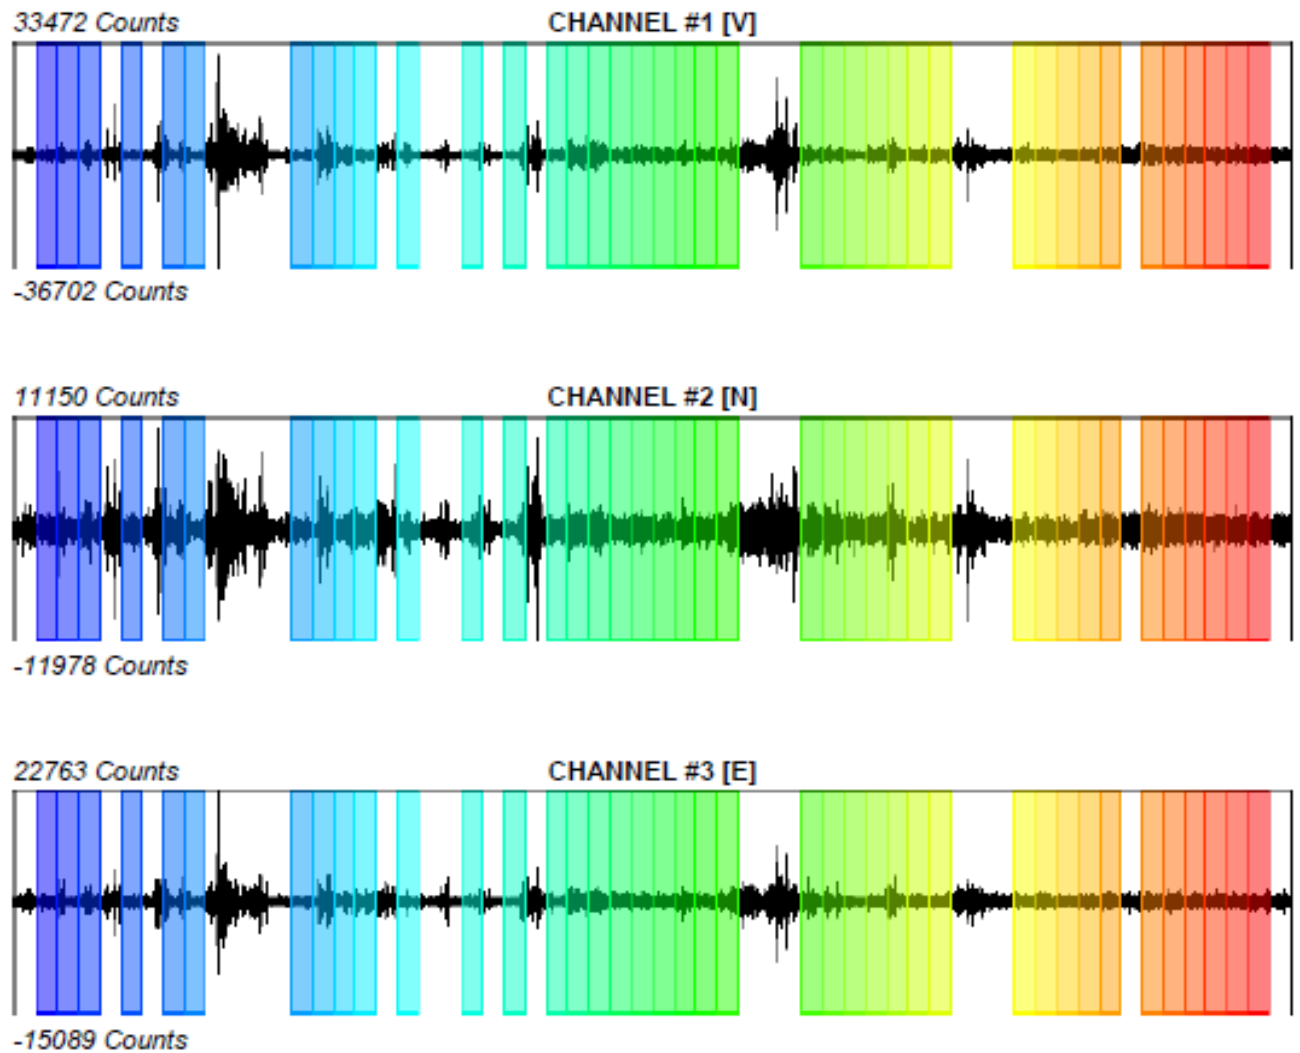 33472 Counts
CHANNEL #1 [V]
-36702 Counts
11150 Counts
CHANNEL #2 [N]
-11978 Counts
22763 Counts
CHANNEL #3 [E]
-15089 Counts